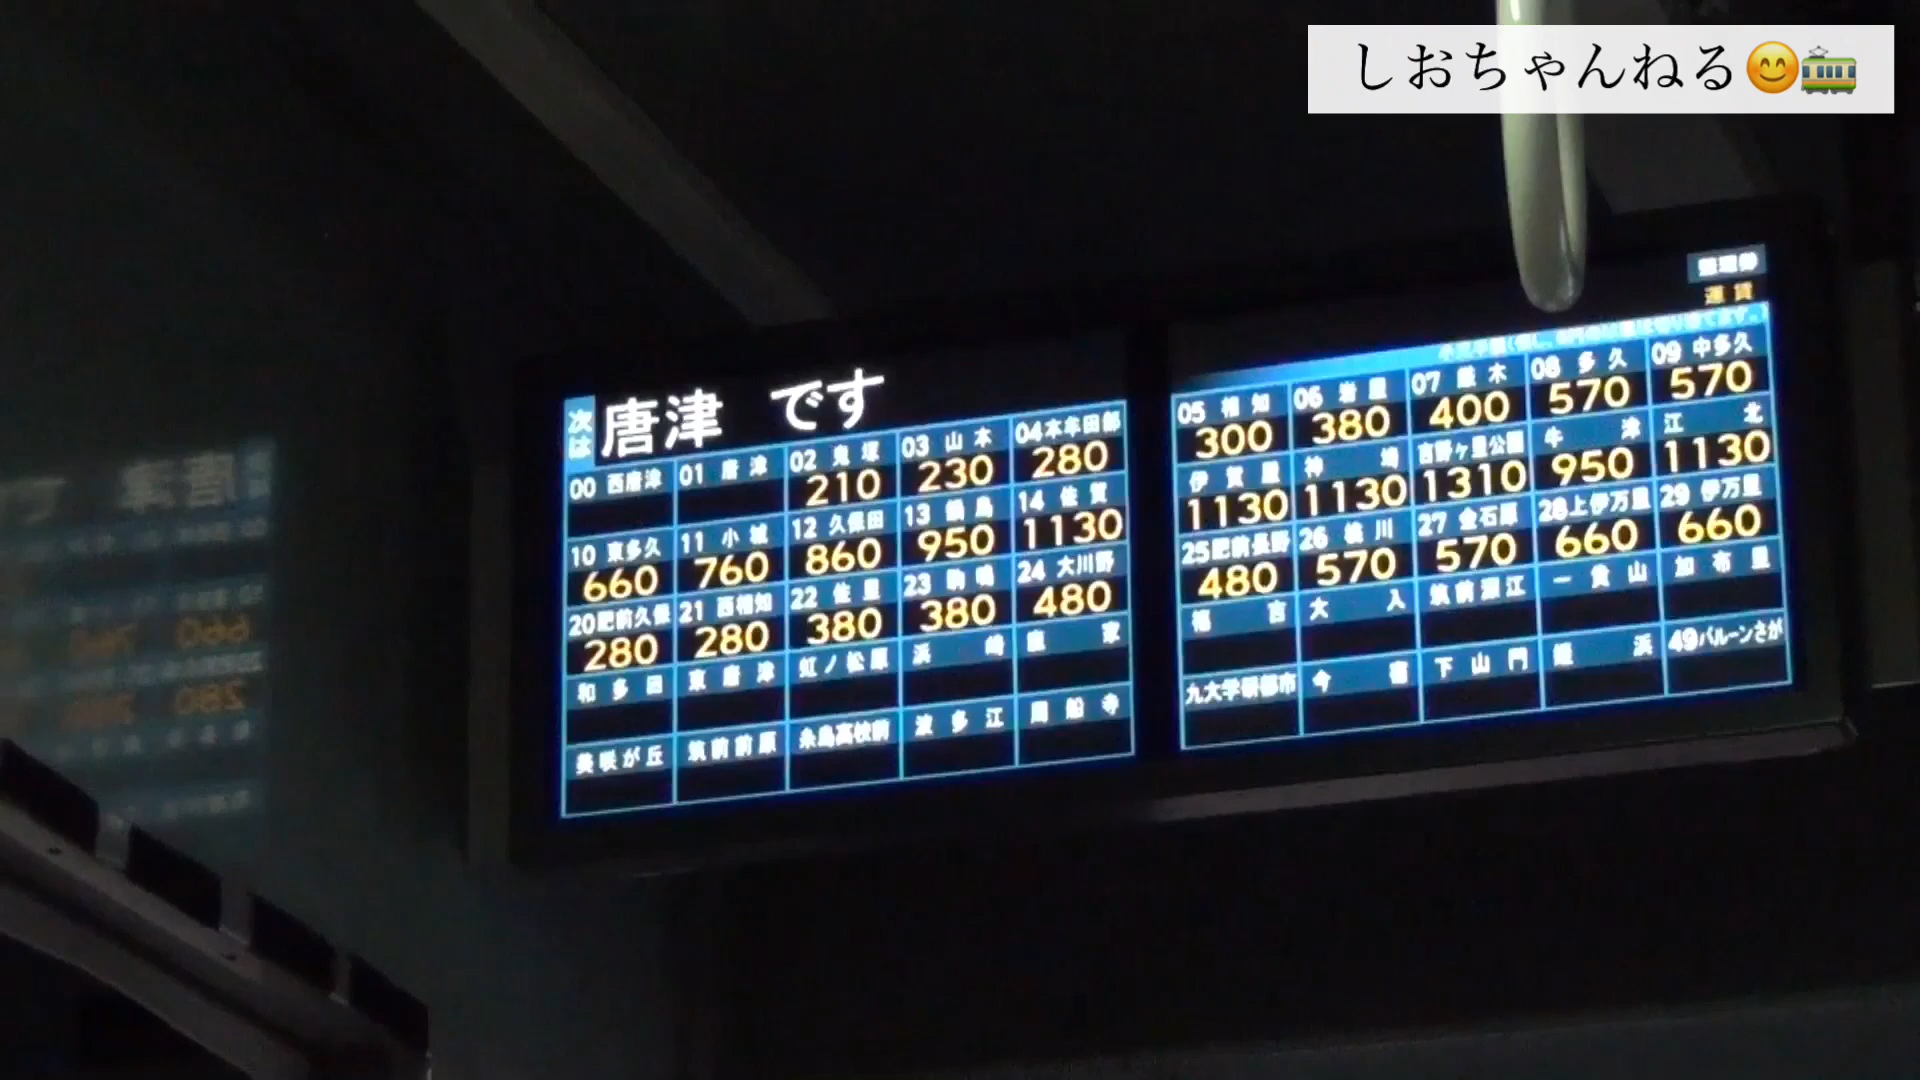 しおちゃんねる😊🚃
次は 唐津 です
00 西唐津 01 唐津 02 鬼塚 03 山本 04 本牟田部
210 230 280
10 東多久 11 小城 12 久保田 13 鍋島 14 佐賀
660 760 860 950 1130
20 肥前久保 21 西相知 22 佐里 23 駒鳴 24 大川野
280 280 380 380 480
和多田 東唐津 虹ノ松原 浜崎 鹿家
美咲が丘 筑前前原 糸島高校前 波多江 周船寺
整理券
運賃
05 相知 06 岩屋 07 厳木 08 多久 09 中多久
300 380 400 570 570
伊賀屋 神埼 吉野ヶ里公園 牛津 江北
1130 1130 1310 950 1130
25 肥前長野 26 桃川 27 金石原 28 上伊万里 29 伊万里
480 570 570 660 660
福吉 大入 筑前深江 一貴山 加布里
九大学研都市 今宿 下山門 姪浜 49 バルーンさが